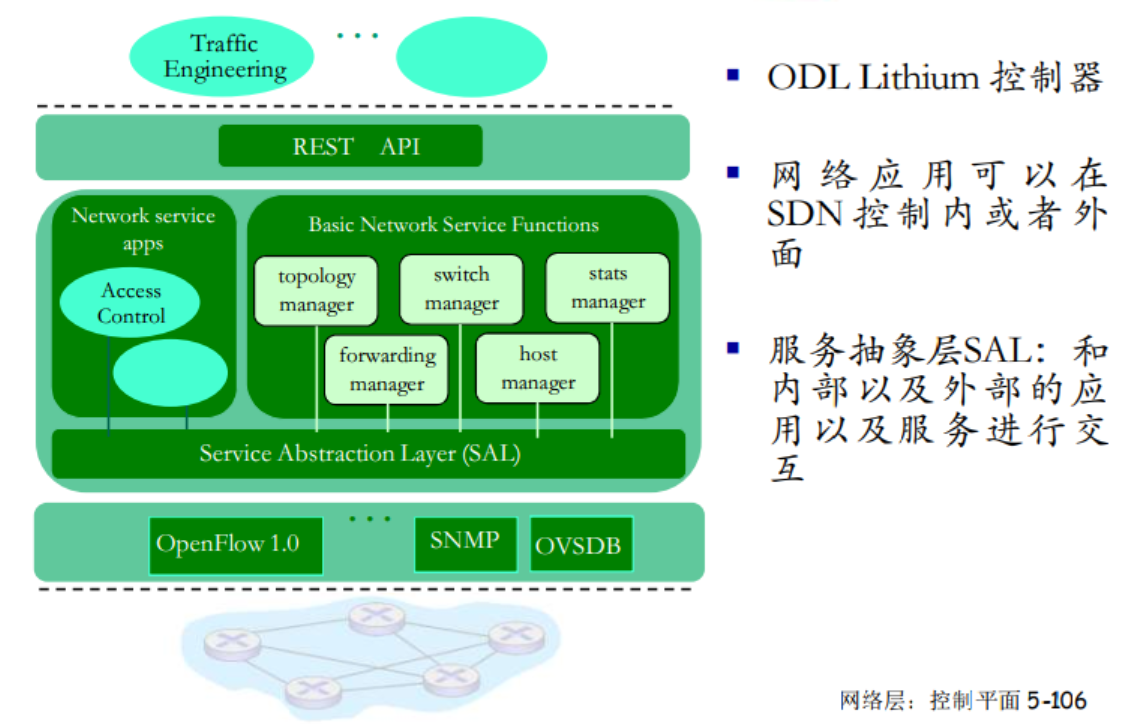 Traffic
Engineering
REST API
Network service
apps
Access
Control
Basic Network Service Functions
topology
manager
switch
manager
stats
manager
forwarding
manager
host
manager
Service Abstraction Layer (SAL)
OpenFlow 1.0
...
SNMP
OVSDB
ODL Lithium 控制器
网络应用可以在
SDN 控制内或者外
面
服务抽象层SAL：和
内部以及外部的应
用以及服务进行交
互
网络层：控制平面 5-106